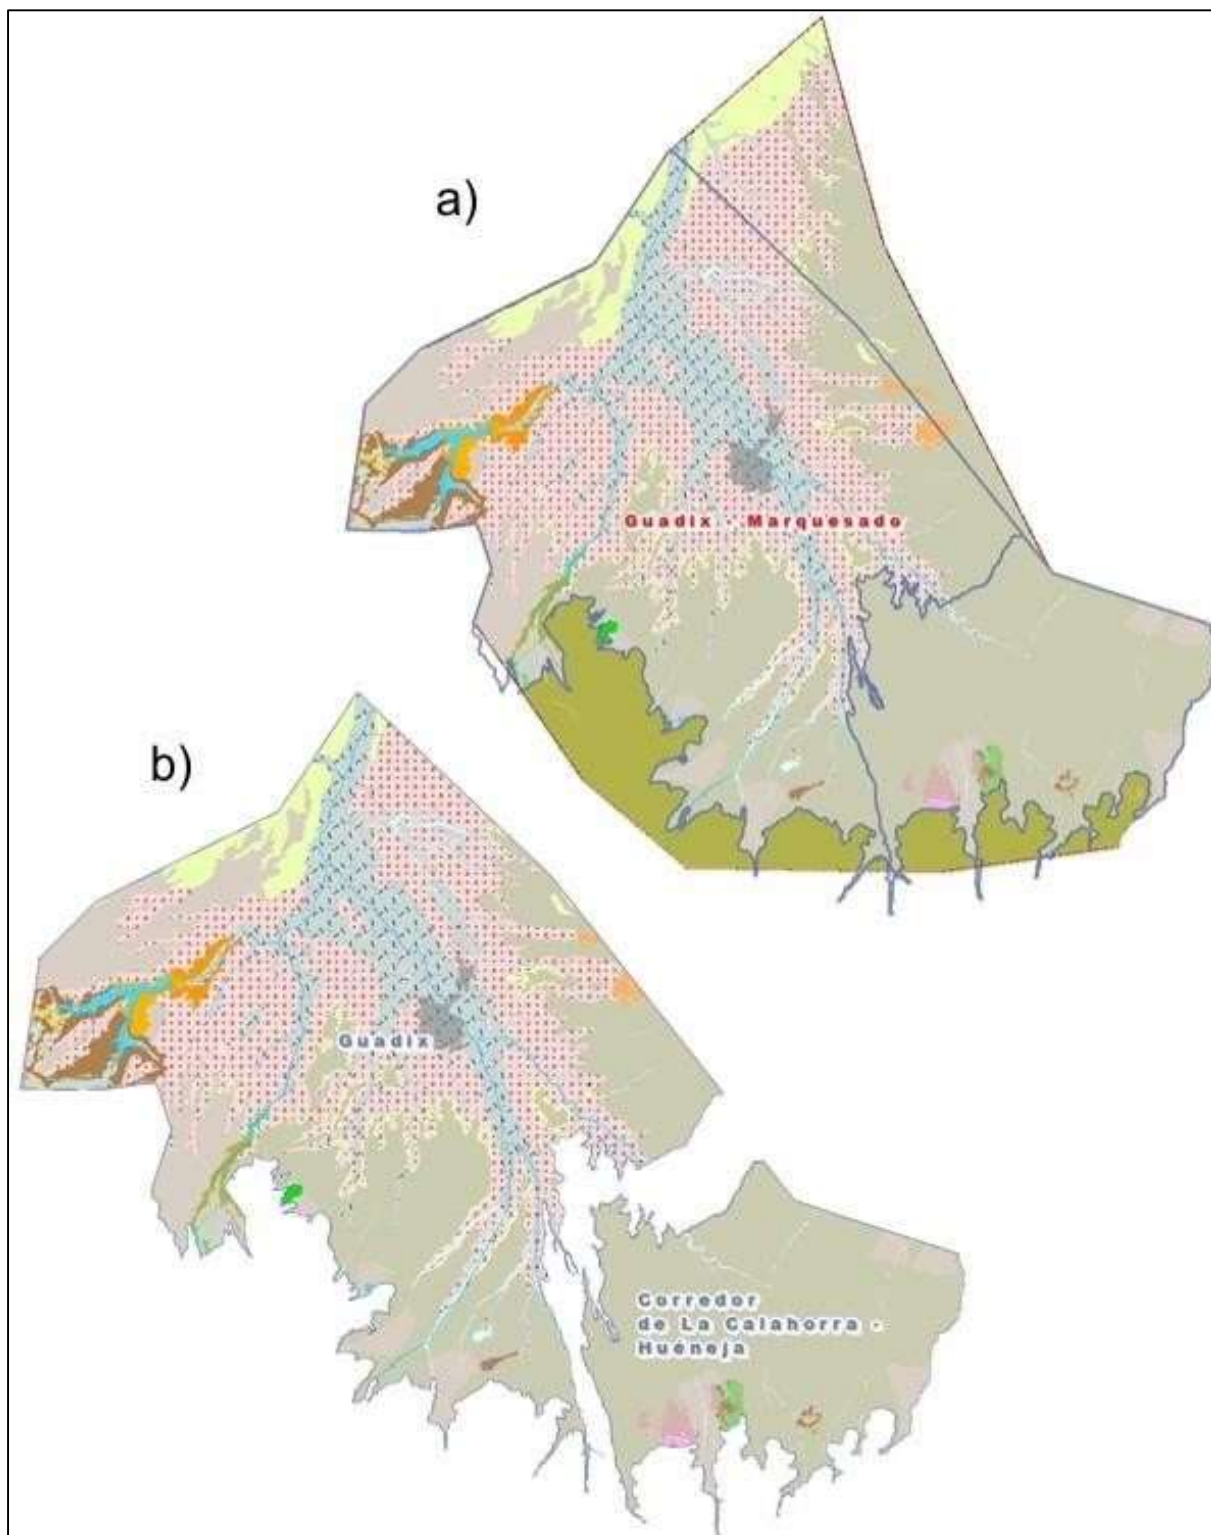 a)
Guadix - Marquesado
b)
Guadix
Corredor
de La Calahorra -
Huéneja